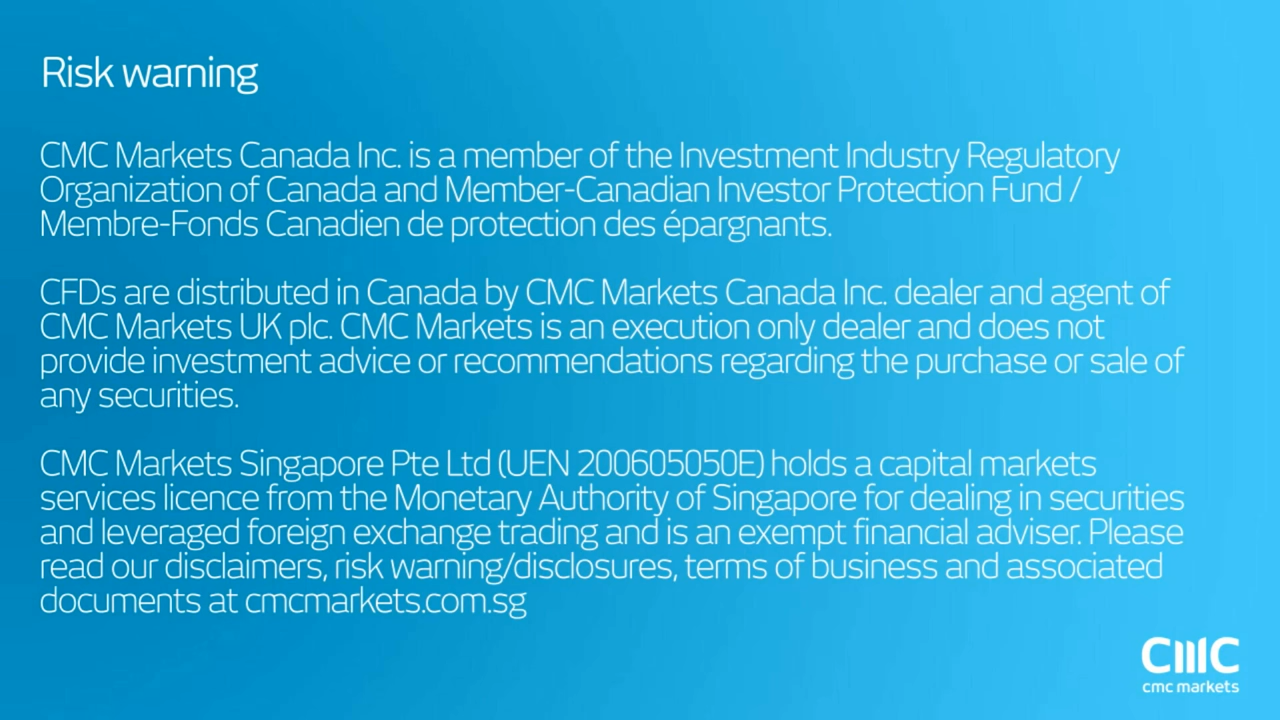 Risk warning
CMC Markets Canada Inc. is a member of the Investment Industry Regulatory
Organization of Canada and Member-Canadian Investor Protection Fund /
Membre-Fonds Canadien de protection des épargnants.
CFDs are distributed in Canada by CMC Markets Canada Inc. dealer and agent of
CMC Markets UK plc. CMC Markets is an execution only dealer and does not
provide investment advice or recommendations regarding the purchase or sale of
any securities.
CMC Markets Singapore Pte Ltd (UEN 200605050E) holds a capital markets
services licence from the Monetary Authority of Singapore for dealing in securities
and leveraged foreign exchange trading and is an exempt financial adviser. Please
read our disclaimers, risk warning/disclosures, terms of business and associated
documents at cmcmarkets.com.sg
CMC
cmc markets